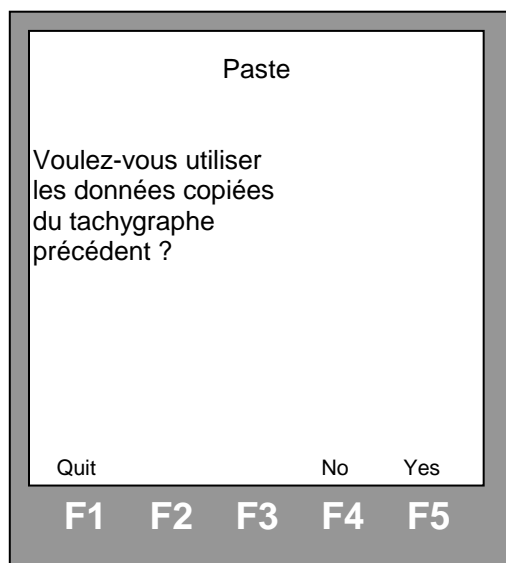 Paste
Voulez-vous utiliser
les données copiées
du tachygraphe
précédent ?
Quit No Yes
F1 F2 F3 F4 F5